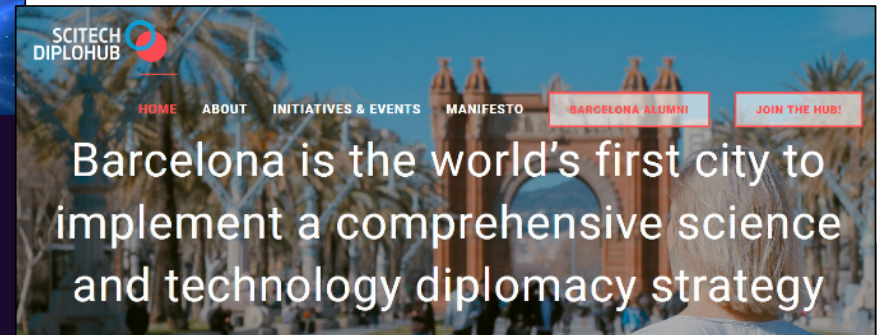 SCITECH
DIPLOHUB
HOME ABOUT INITIATIVES & EVENTS MANIFESTO BARCELONA ALUMNI JOIN THE HUB!
Barcelona is the world's first city to
implement a comprehensive science
and technology diplomacy strategy